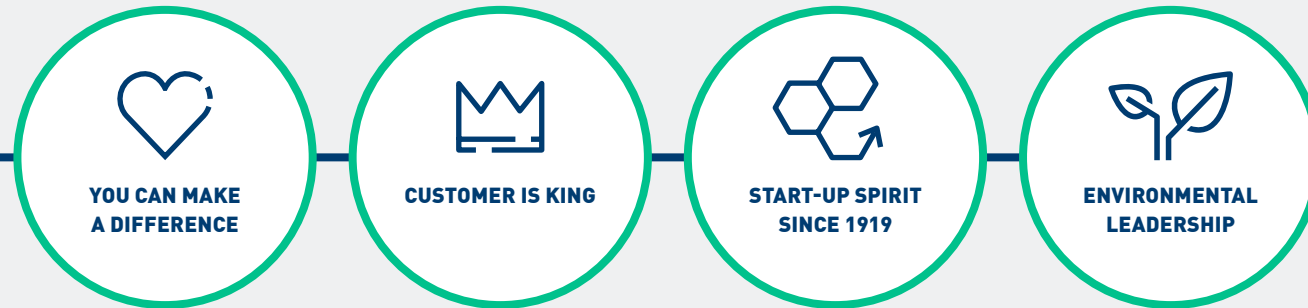 YOU CAN MAKE
A DIFFERENCE
CUSTOMER IS KING
START-UP SPIRIT
SINCE 1919
ENVIRONMENTAL
LEADERSHIP